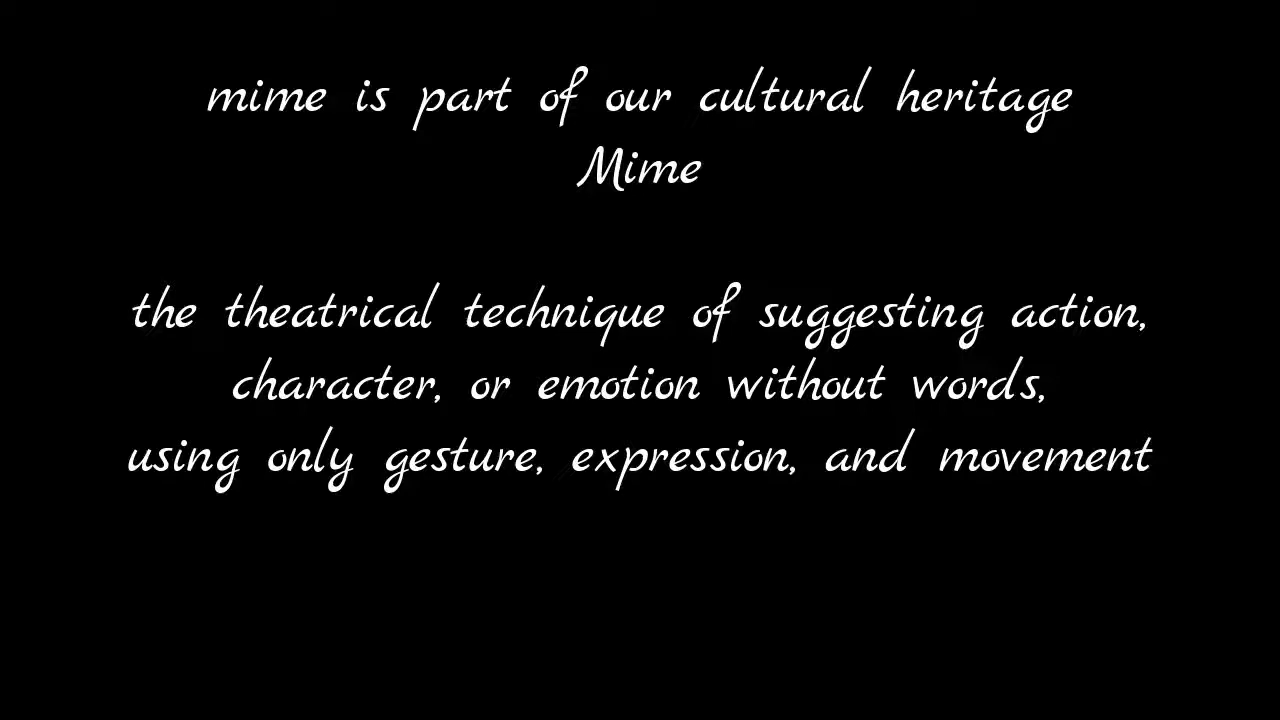 mime is part of our cultural heritage
Mime
the theatrical technique of suggesting action,
character, or emotion without words,
using only gesture, expression, and movement